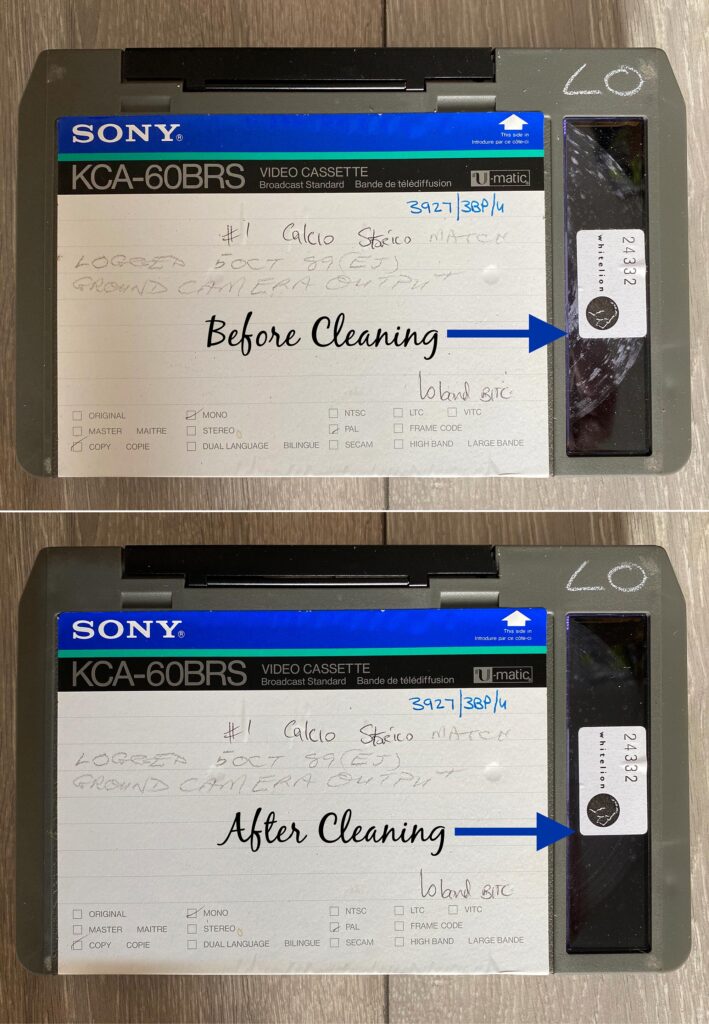 LO
SONY®
This side in
Introduire par ce côté-ci
KCA-60BRS
VIDEO CASSETTE
Broadcast Standard Bande de télédiffusion
U-matic
3927/3BP/4
#1 Calcio Storico MATCH
LOGGED 5 OCT 89 (EJ)
GROUND CAMERA OUTPUT
24332
whitelion
Before Cleaning
Loband BITC
ORIGINAL
MASTER MAITRE
COPY COPIE
MONO
STEREO
DUAL LANGUAGE BILINGUE
NTSC
PAL
SECAM
LTC
VITC
FRAME CODE
HIGH BAND LARGE BANDE
LO
SONY®
This side in
Introduire par ce côté-ci
KCA-60BRS
VIDEO CASSETTE
Broadcast Standard Bande de télédiffusion
U-matic
3927/3BP/4
#1 Calcio Storico MATCH
LOGGED 5 OCT 89 (EJ)
GROUND CAMERA OUTPUT
24332
whitelion
After Cleaning
Loband BITC
ORIGINAL
MASTER MAITRE
COPY COPIE
MONO
STEREO
DUAL LANGUAGE BILINGUE
NTSC
PAL
SECAM
LTC
VITC
FRAME CODE
HIGH BAND LARGE BANDE